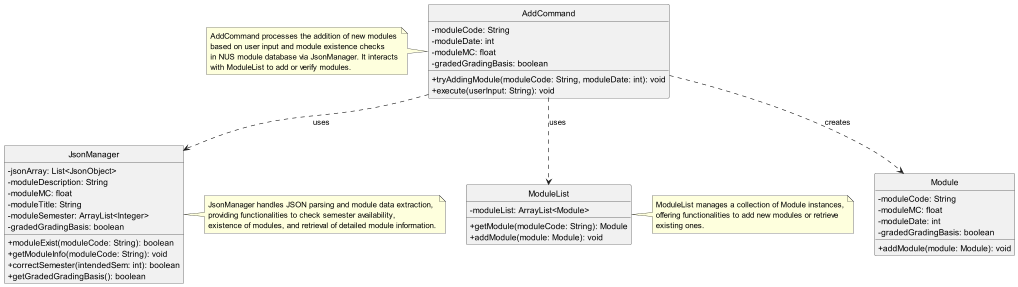 AddCommand
-moduleCode: String
-moduleDate: int
-moduleMC: float
-gradedGradingBasis: boolean
+tryAddingModule(moduleCode: String, moduleDate: int): void
+execute(userInput: String): void
AddCommand processes the addition of new modules
based on user input and module existence checks
in NUS module database via JsonManager. It interacts
with ModuleList to add or verify modules.
uses
uses
creates
JsonManager
-jsonArray: List<JsonObject>
-moduleDescription: String
-moduleMC: float
-moduleTitle: String
-moduleSemester: ArrayList<Integer>
-gradedGradingBasis: boolean
+moduleExist(moduleCode: String): boolean
+getModuleInfo(moduleCode: String): void
+correctSemester(intendedSem: int): boolean
+getGradedGradingBasis(): boolean
JsonManager handles JSON parsing and module data extraction,
providing functionalities to check semester availability,
existence of modules, and retrieval of detailed module information.
ModuleList
-moduleList: ArrayList<Module>
+getModule(moduleCode: String): Module
+addModule(module: Module): void
ModuleList manages a collection of Module instances,
offering functionalities to add new modules or retrieve
existing ones.
Module
-moduleCode: String
-moduleMC: float
-moduleDate: int
-gradedGradingBasis: boolean
+addModule(module: Module): void